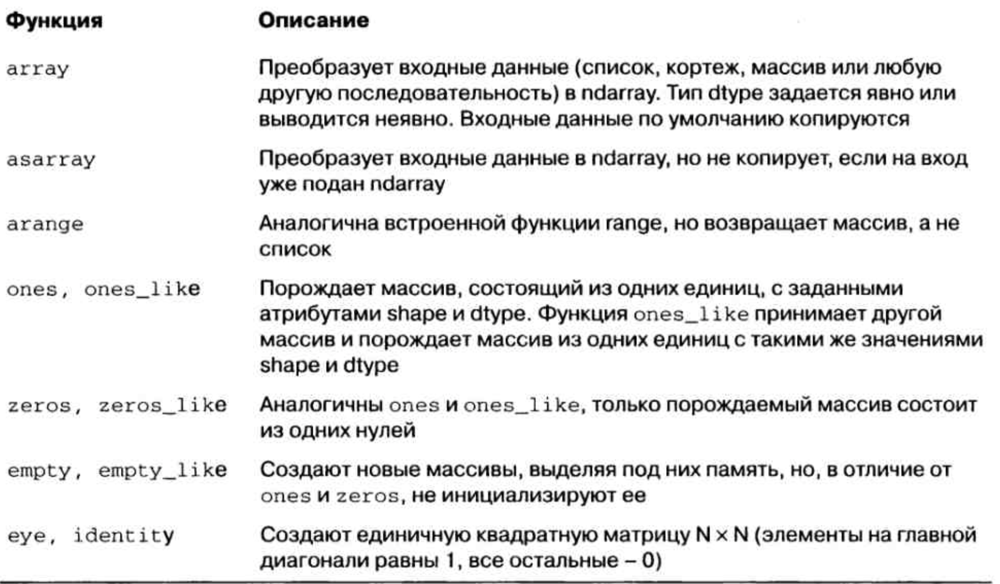 Функция Описание
array Преобразует входные данные (список, кортеж, массив или любую
другую последовательность) в ndarray. Тип dtype задается явно или
выводится неявно. Входные данные по умолчанию копируются
asarray Преобразует входные данные в ndarray, но не копирует, если на вход
уже подан ndarray
arange Аналогична встроенной функции range, но возвращает массив, а не
список
ones, ones_like Порождает массив, состоящий из одних единиц, с заданными
атрибутами shape и dtype. Функция ones_like принимает другой
массив и порождает массив из одних единиц с такими же значениями
shape и dtype
zeros, zeros_like Аналогичны ones и ones_like, только порождаемый массив состоит
из одних нулей
empty, empty_like Создают новые массивы, выделяя под них память, но, в отличие от
ones и zeros, не инициализируют ее
eye, identity Создают единичную квадратную матрицу N × N (элементы на главной
диагонали равны 1, все остальные – 0)